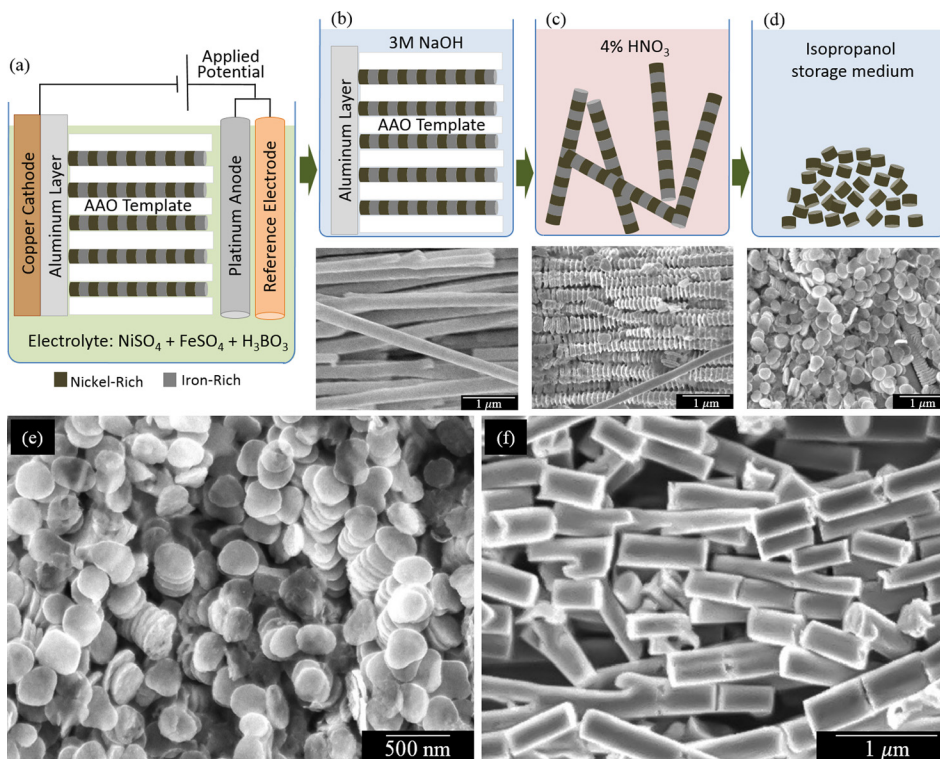 (a)
Applied
Potential
Copper Cathode
Aluminum Layer
AAO Template
Platinum Anode
Reference Electrode
Electrolyte: NiSO₄ + FeSO₄ + H₃BO₃
Nickel-Rich
Iron-Rich
(b)
3M NaOH
Aluminum Layer
AAO Template
1 μm
(c)
4% HNO₃
1 μm
(d)
Isopropanol
storage medium
1 μm
(e)
500 nm
(f)
1 μm